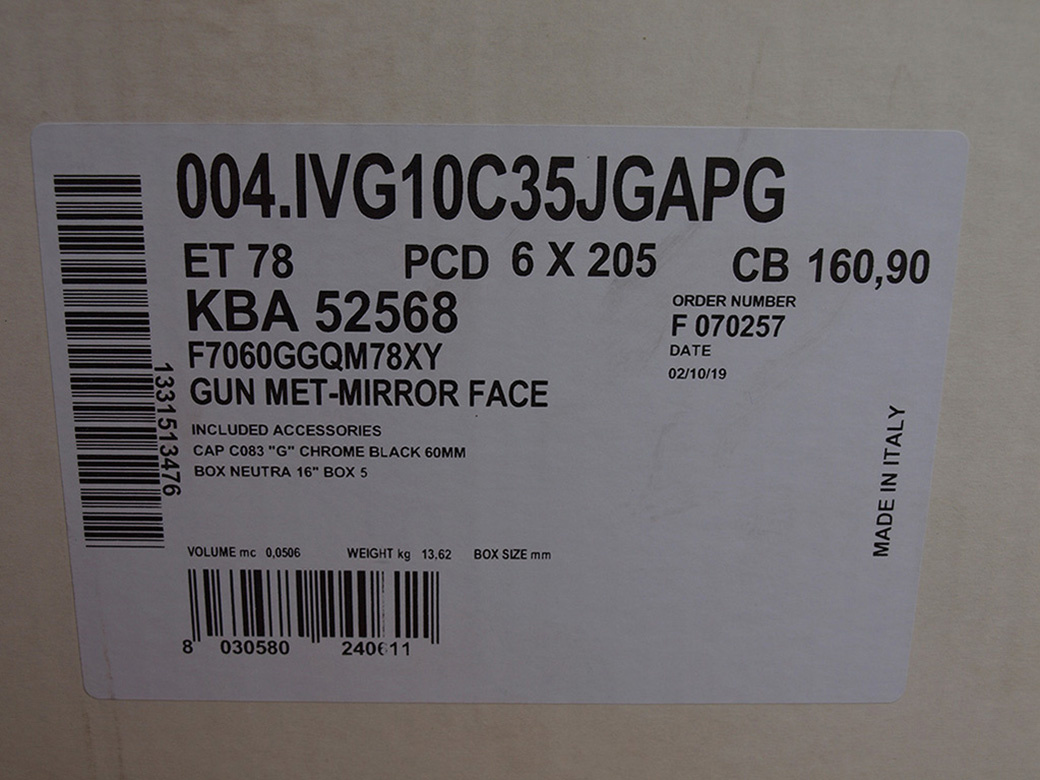 004.IVG10C35JGAPG
ET 78 PCD 6 X 205 CB 160,90
KBA 52568
ORDER NUMBER
F 070257
DATE
02/10/19
F7060GGQM78XY
GUN MET-MIRROR FACE
INCLUDED ACCESSORIES
CAP C083 "G" CHROME BLACK 60MM
BOX NEUTRA 16" BOX 5
1331513476
MADE IN ITALY
VOLUME mc 0,0506 WEIGHT kg 13.62 BOX SIZE mm
8 030580 240611